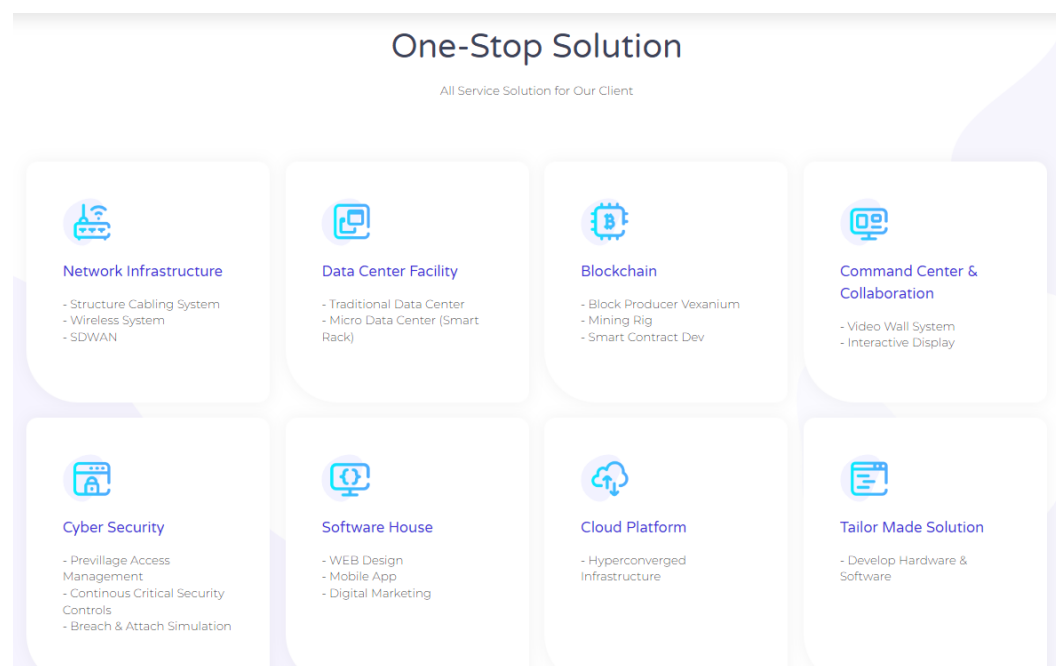 One-Stop Solution
All Service Solution for Our Client
Network Infrastructure
- Structure Cabling System
- Wireless System
- SDWAN
Data Center Facility
- Traditional Data Center
- Micro Data Center (Smart
Rack)
Blockchain
- Block Producer Vexanium
- Mining Rig
- Smart Contract Dev
Command Center &
Collaboration
- Video Wall System
- Interactive Display
Cyber Security
- Previllage Access
Management
- Continous Critical Security
Controls
- Breach & Attach Simulation
Software House
- WEB Design
- Mobile App
- Digital Marketing
Cloud Platform
- Hyperconverged
Infrastructure
Tailor Made Solution
- Develop Hardware &
Software